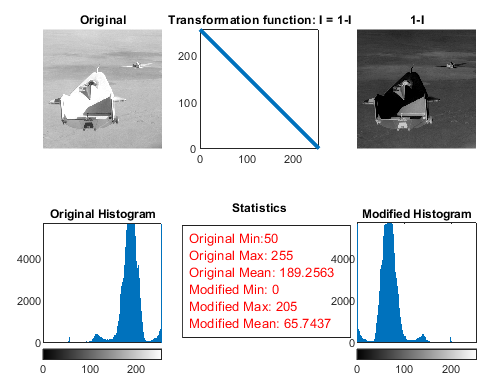 Original
Transformation function: I = 1-I
1-I
200
100
0
0 200
Original Histogram
4000
2000
0
0 100 200
Statistics
Original Min:50
Original Max: 255
Original Mean: 189.2563
Modified Min: 0
Modified Max: 205
Modified Mean: 65.7437
Modified Histogram
4000
2000
0
0 100 200